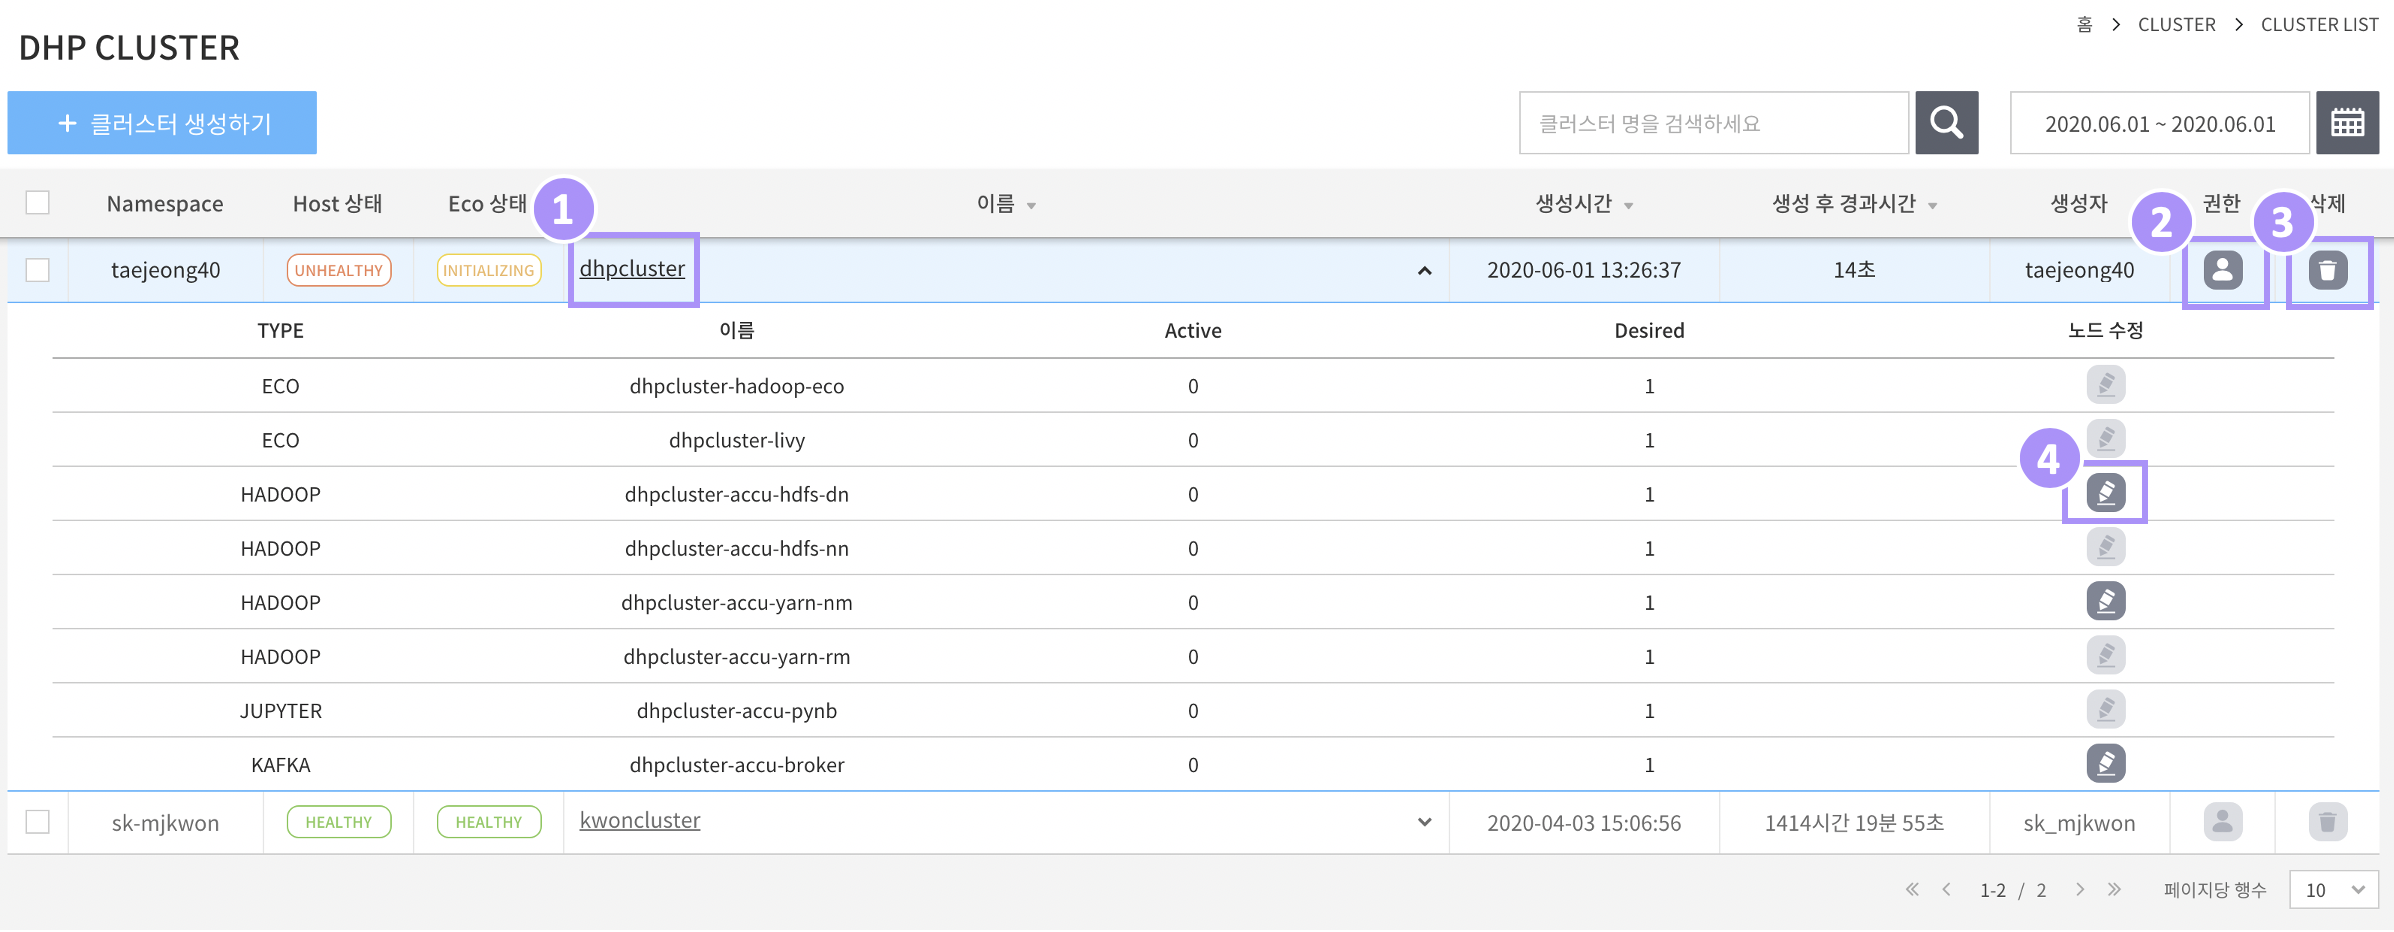 홈 > CLUSTER > CLUSTER LIST
DHP CLUSTER
+ 클러스터 생성하기
클러스터 명을 검색하세요
2020.06.01 ~ 2020.06.01
Namespace Host 상태 Eco 상태 1 이름 생성시간 생성 후 경과시간 생성자 2 권한 3 삭제
taejeong40 UNHEALTHY INITIALIZING dhpcluster 2020-06-01 13:26:37 14초 taejeong40
TYPE 이름 Active Desired 노드 수정
ECO dhpcluster-hadoop-eco 0 1
ECO dhpcluster-livy 0 1
4
HADOOP dhpcluster-accu-hdfs-dn 0 1
HADOOP dhpcluster-accu-hdfs-nn 0 1
HADOOP dhpcluster-accu-yarn-nm 0 1
HADOOP dhpcluster-accu-yarn-rm 0 1
JUPYTER dhpcluster-accu-pynb 0 1
KAFKA dhpcluster-accu-broker 0 1
sk-mjkwon HEALTHY HEALTHY kwoncluster 2020-04-03 15:06:56 1414시간 19분 55초 sk_mjkwon
« < 1-2 / 2 > » 페이지당 행수 10